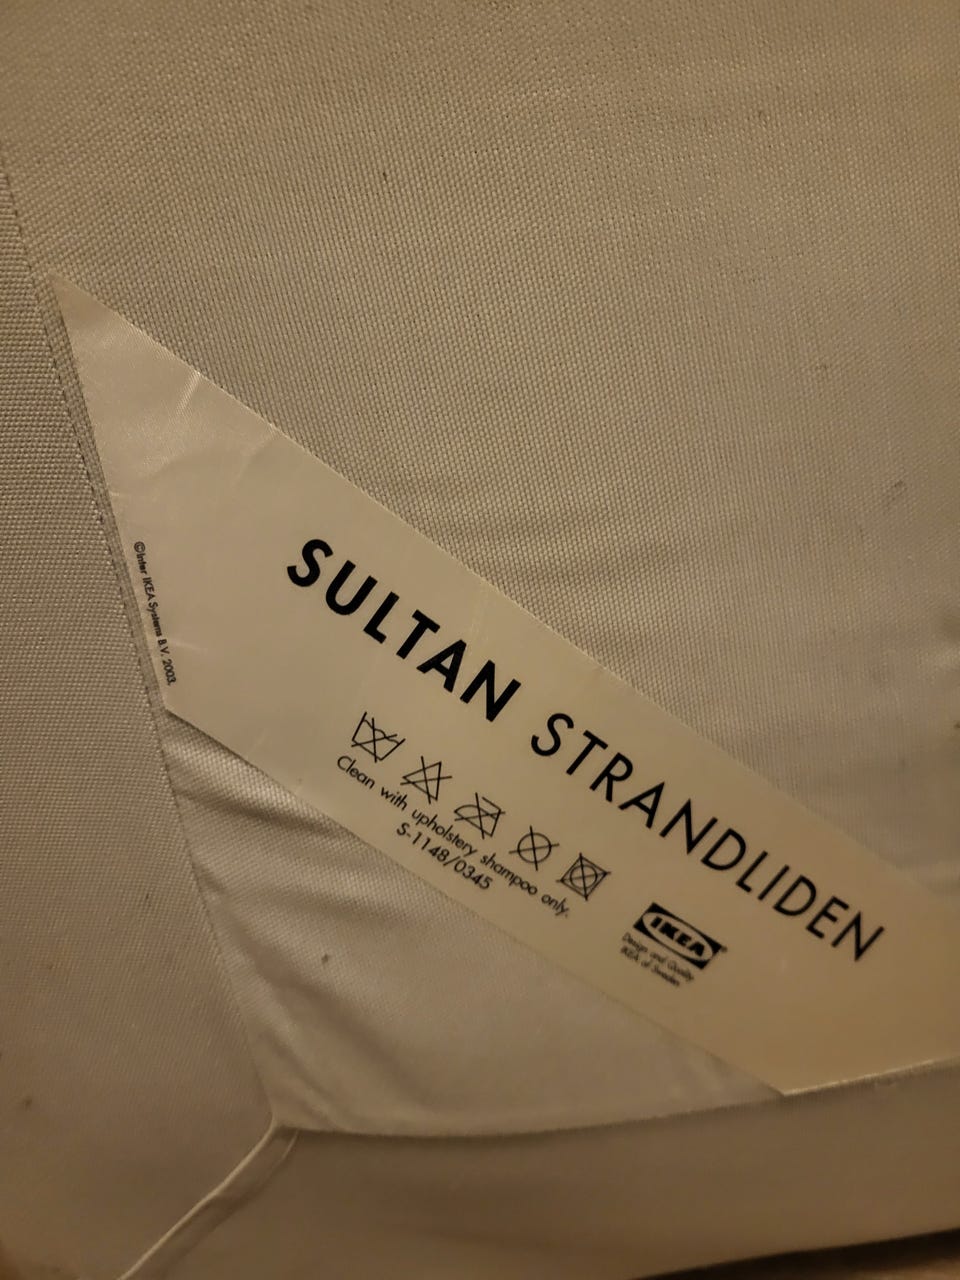 SULTAN STRANDLIDEN
Clean with upholstery shampoo only.
S-1148/0345
IKEA®
Design and Quality
IKEA of Sweden
©Inter IKEA Systems B.V. 2003.